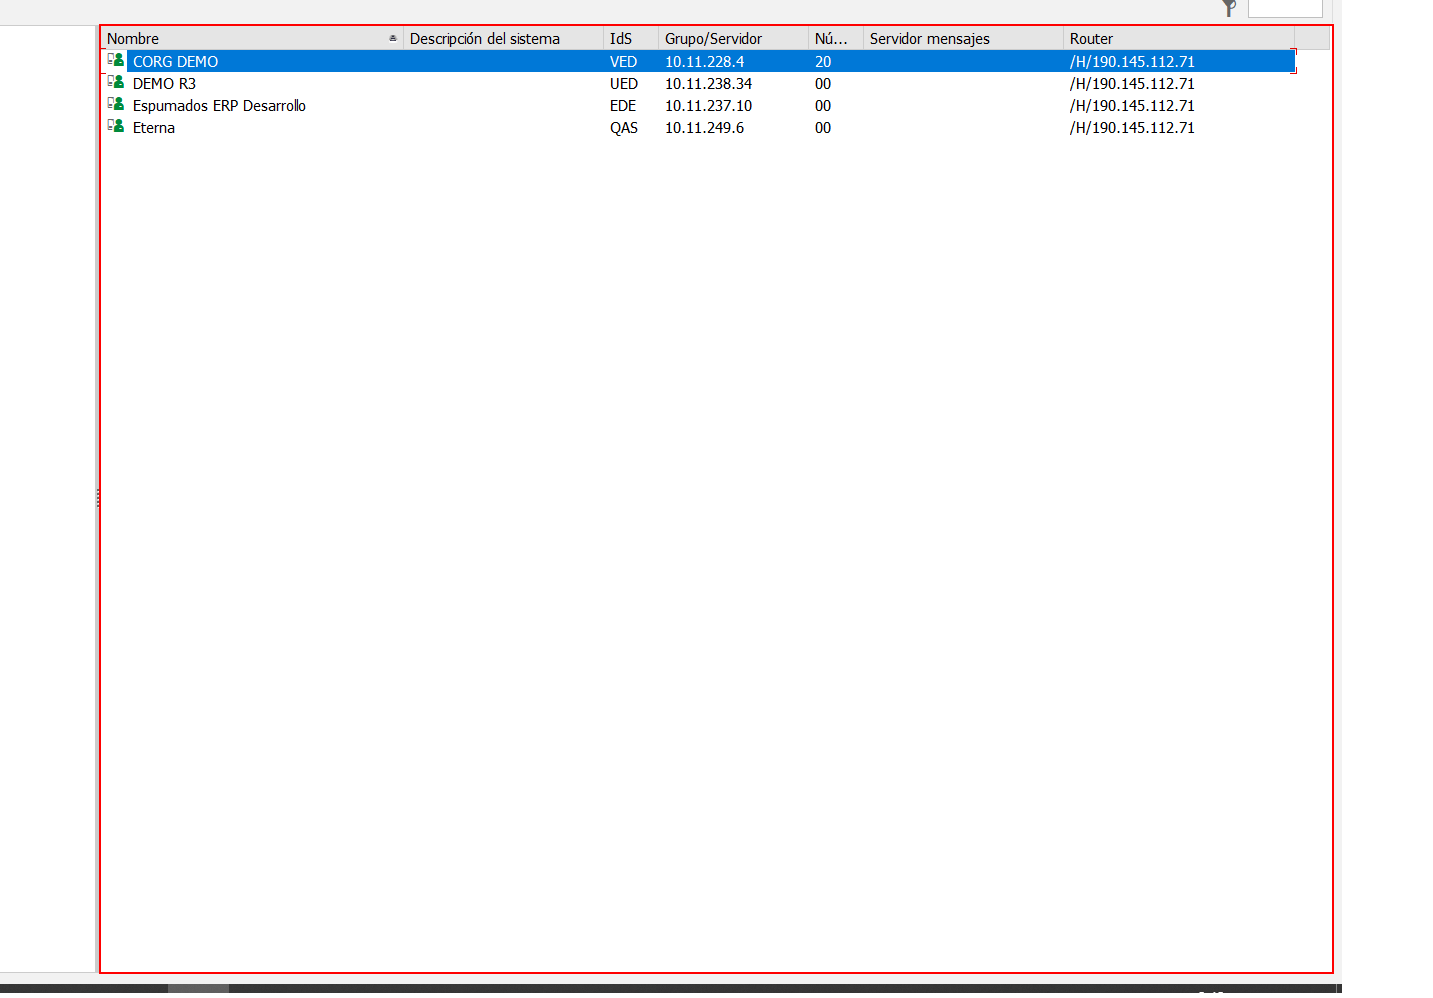 Nombre Descripción del sistema IdS Grupo/Servidor Nú... Servidor mensajes Router
CORG DEMO VED 10.11.228.4 20 /H/190.145.112.71
DEMO R3 UED 10.11.238.34 00 /H/190.145.112.71
Espumados ERP Desarrollo EDE 10.11.237.10 00 /H/190.145.112.71
Eterna QAS 10.11.249.6 00 /H/190.145.112.71